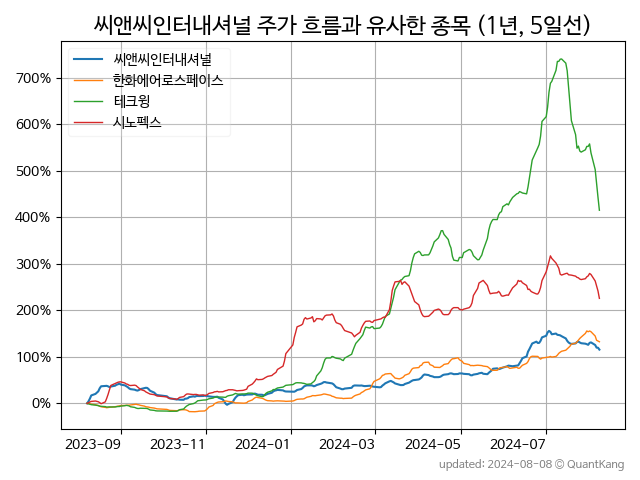 씨앤씨인터내셔널 주가 흐름과 유사한 종목 (1년, 5일선)
씨앤씨인터내셔널
한화에어로스페이스
테크윙
시노펙스
700%
600%
500%
400%
300%
200%
100%
0%
2023-09 2023-11 2024-01 2024-03 2024-05 2024-07
updated: 2024-08-08 © QuantKang